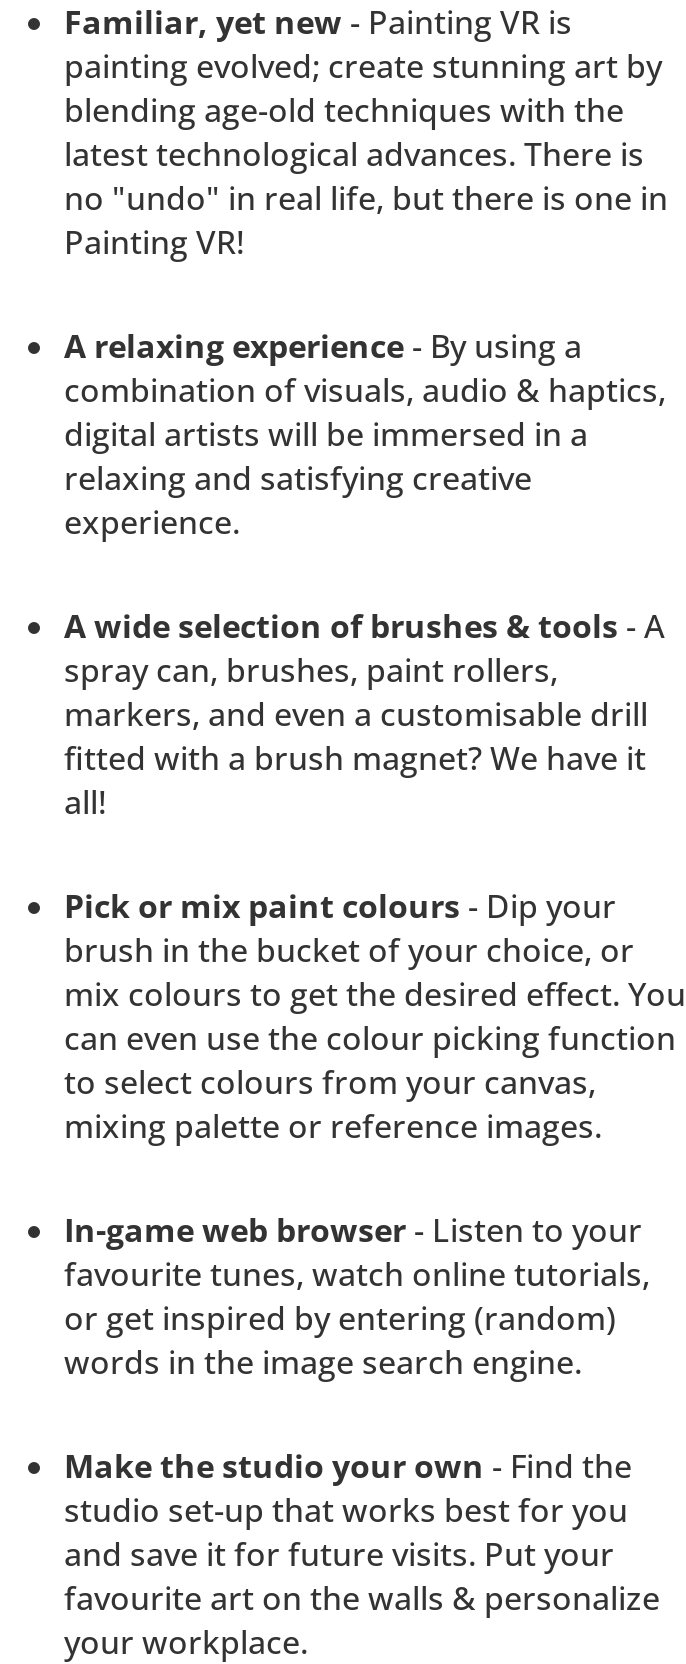 • Familiar, yet new - Painting VR is
painting evolved; create stunning art by
blending age-old techniques with the
latest technological advances. There is
no "undo" in real life, but there is one in
Painting VR!
• A relaxing experience - By using a
combination of visuals, audio & haptics,
digital artists will be immersed in a
relaxing and satisfying creative
experience.
• A wide selection of brushes & tools - A
spray can, brushes, paint rollers,
markers, and even a customisable drill
fitted with a brush magnet? We have it
all!
• Pick or mix paint colours - Dip your
brush in the bucket of your choice, or
mix colours to get the desired effect. You
can even use the colour picking function
to select colours from your canvas,
mixing palette or reference images.
• In-game web browser - Listen to your
favourite tunes, watch online tutorials,
or get inspired by entering (random)
words in the image search engine.
• Make the studio your own - Find the
studio set-up that works best for you
and save it for future visits. Put your
favourite art on the walls & personalize
your workplace.